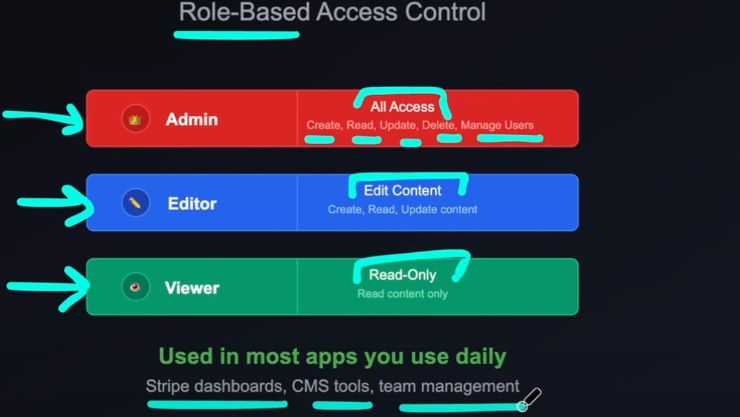 Role-Based Access Control
Admin
All Access
Create, Read, Update, Delete, Manage Users
Editor
Edit Content
Create, Read, Update content
Viewer
Read-Only
Read content only
Used in most apps you use daily
Stripe dashboards, CMS tools, team management